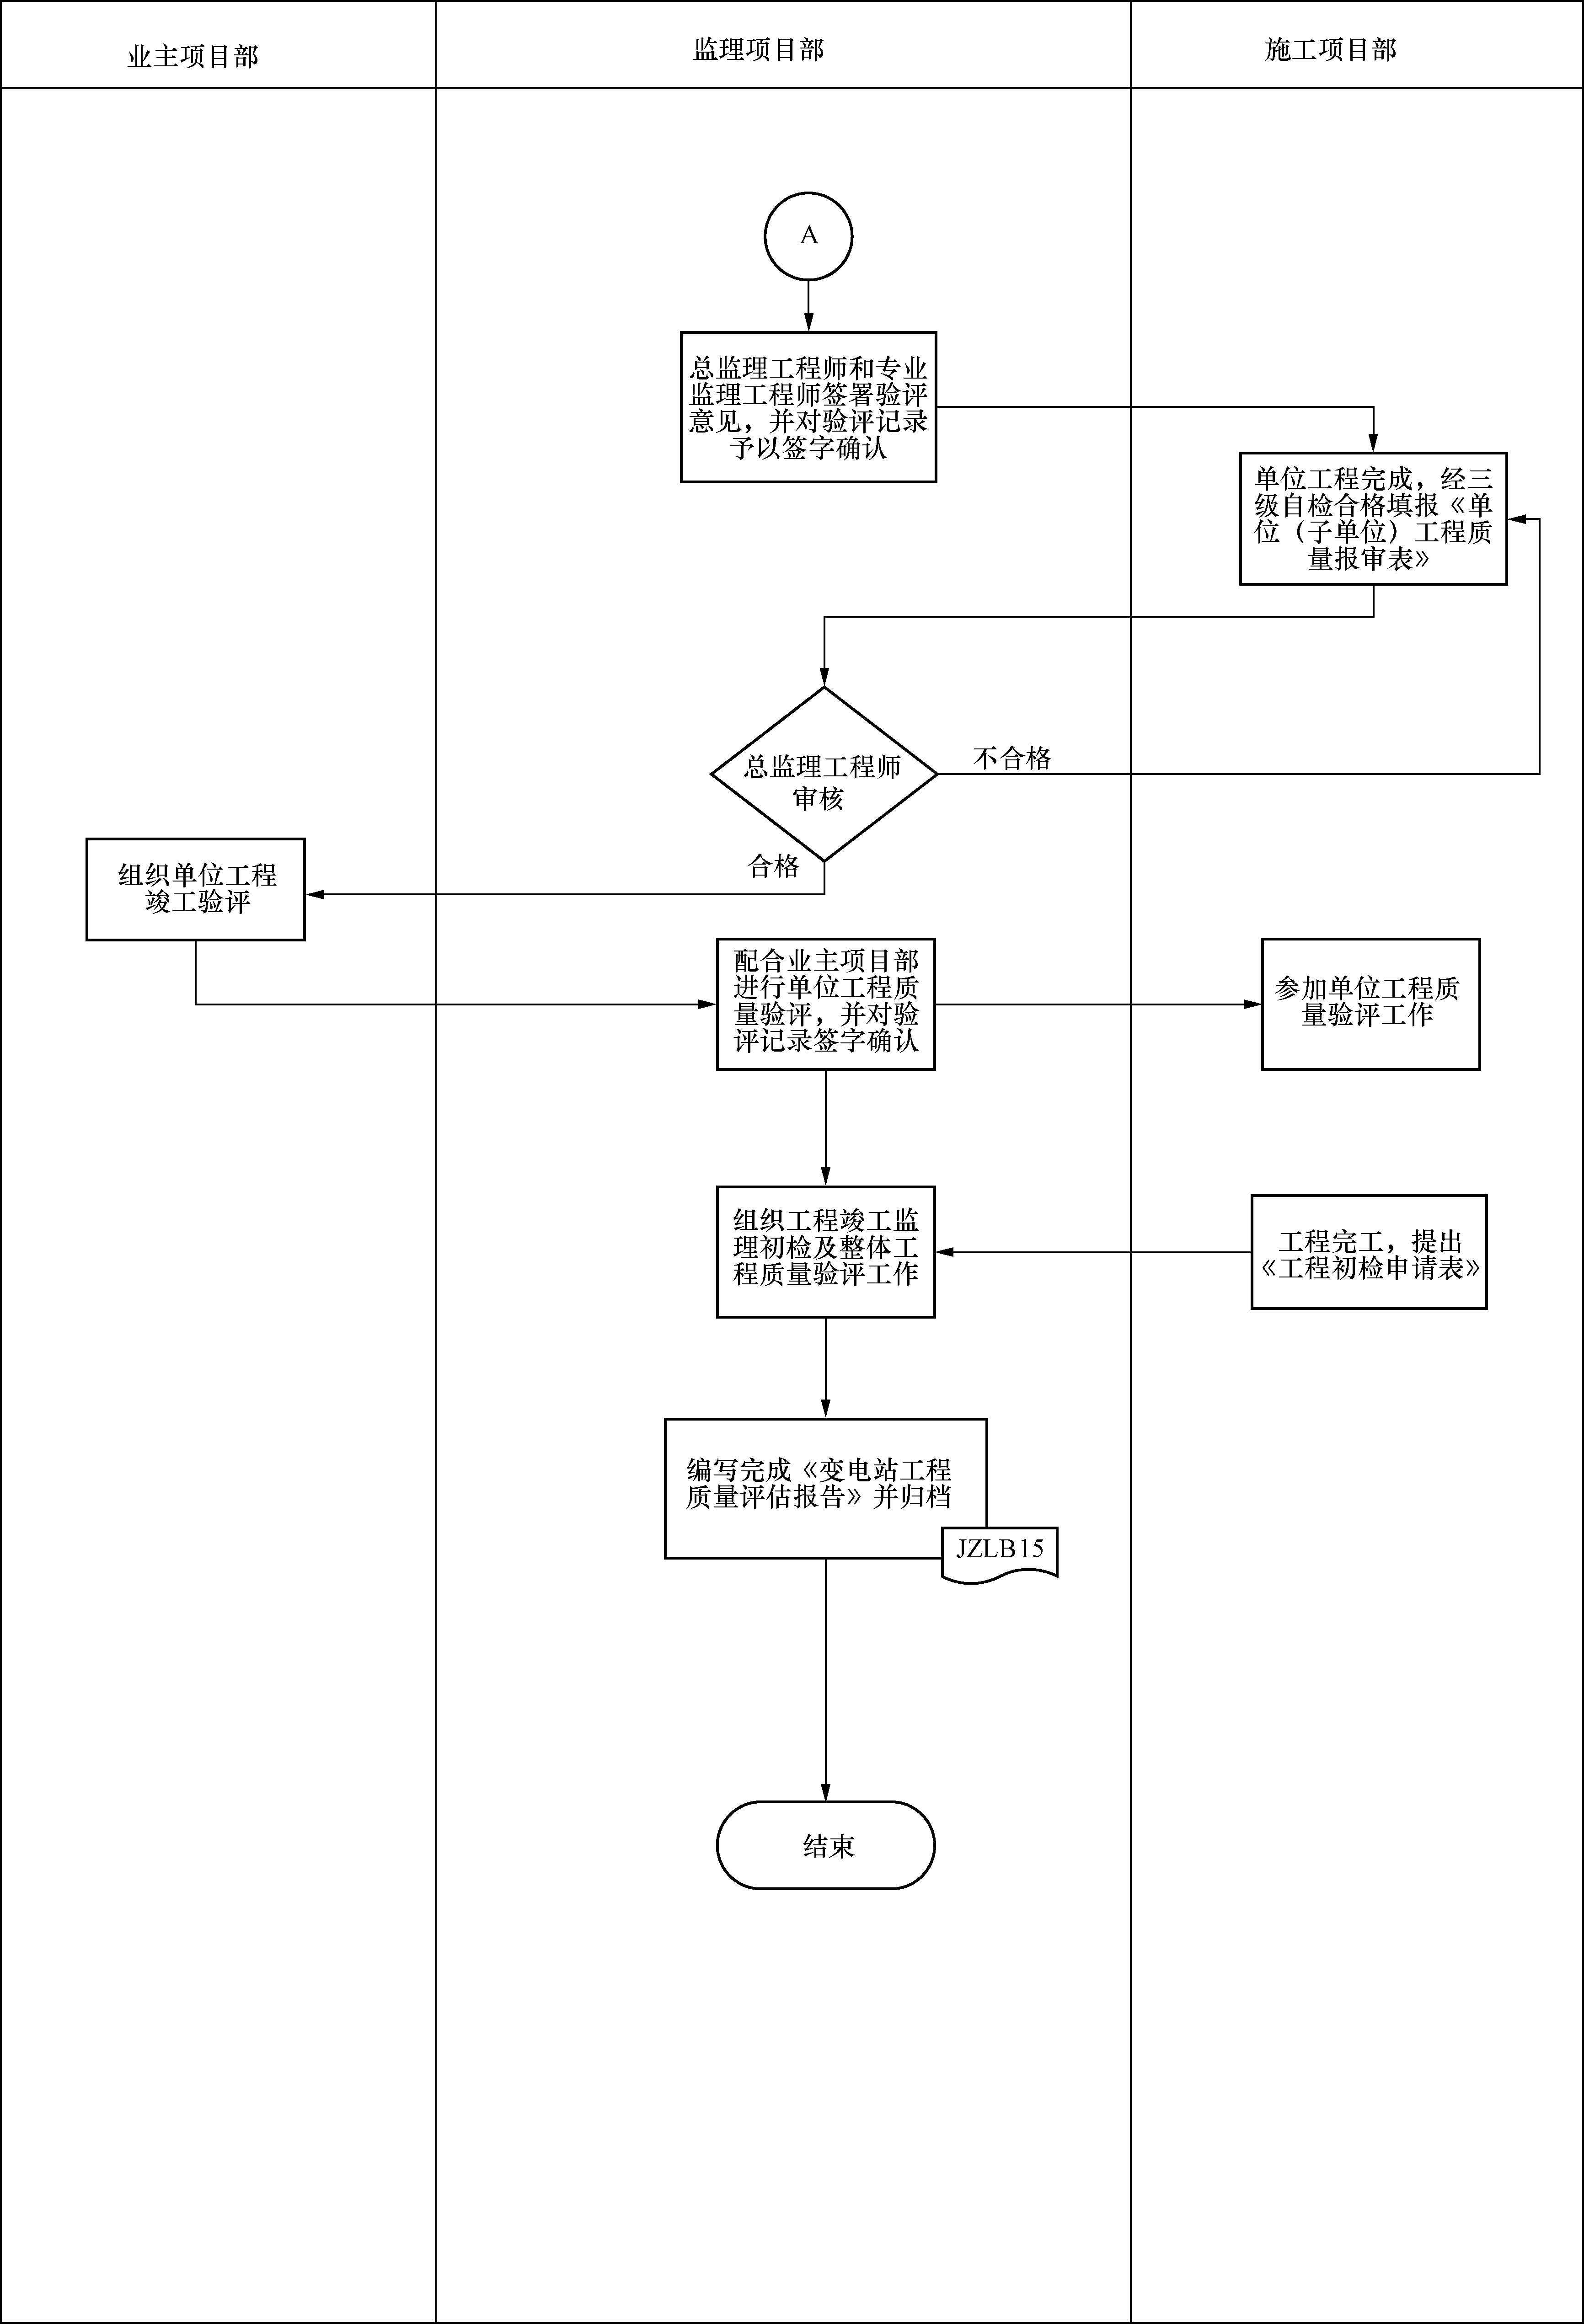 业主项目部
监理项目部
施工项目部
A
总监理工程师和专业
监理工程师签署验评
意见，并对验评记录
予以签字确认
单位工程完成，经三
级自检合格填报《单
位（子单位）工程质
量报审表》
总监理工程师
审核
不合格
合格
组织单位工程
竣工验评
配合业主项目部
进行单位工程质
量验评，并对验
评记录签字确认
参加单位工程质
量验评工作
组织工程竣工监
理初检及整体工
程质量验评工作
工程完工，提出
《工程初检申请表》
编写完成《变电站工程
质量评估报告》并归档
JZLB15
结束